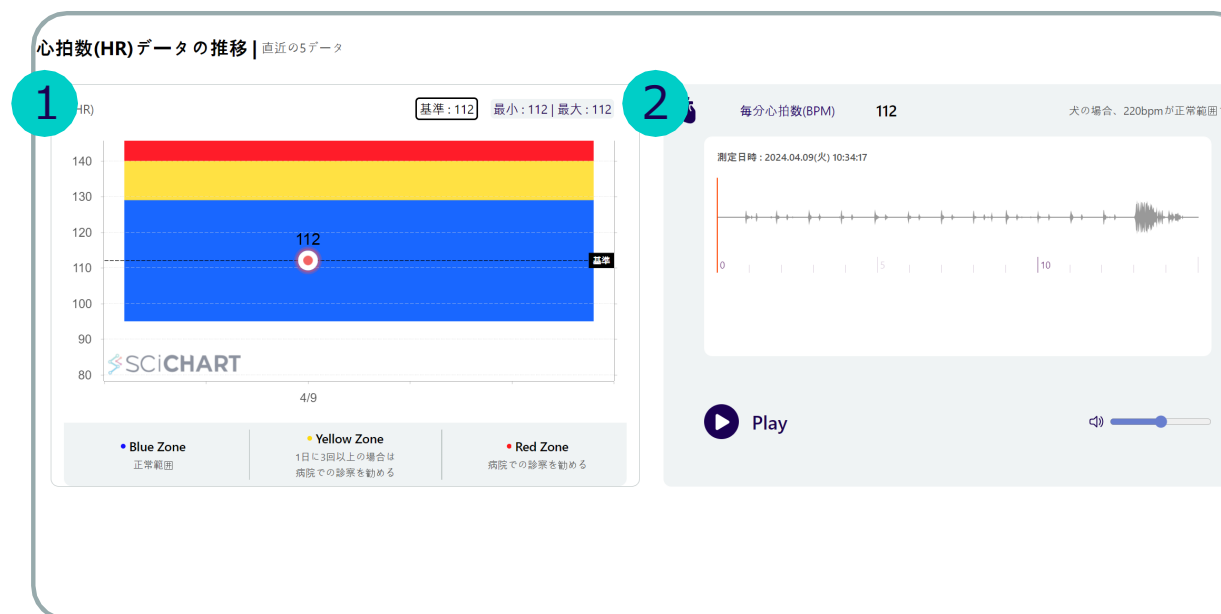 心拍数(HR)データの推移 | 直近の5データ
1
HR)
基準 : 112
最小 : 112 | 最大 : 112
140
130
120
110
100
90
80
112
基準
SCiCHART
4/9
Blue Zone
正常範囲
Yellow Zone
1日に3回以上の場合は
病院での診察を勧める
Red Zone
病院での診察を勧める
2
毎分心拍数(BPM) 112
犬の場合、220bpmが正常範囲
測定日時 : 2024.04.09(火) 10:34:17
0
5
10
Play